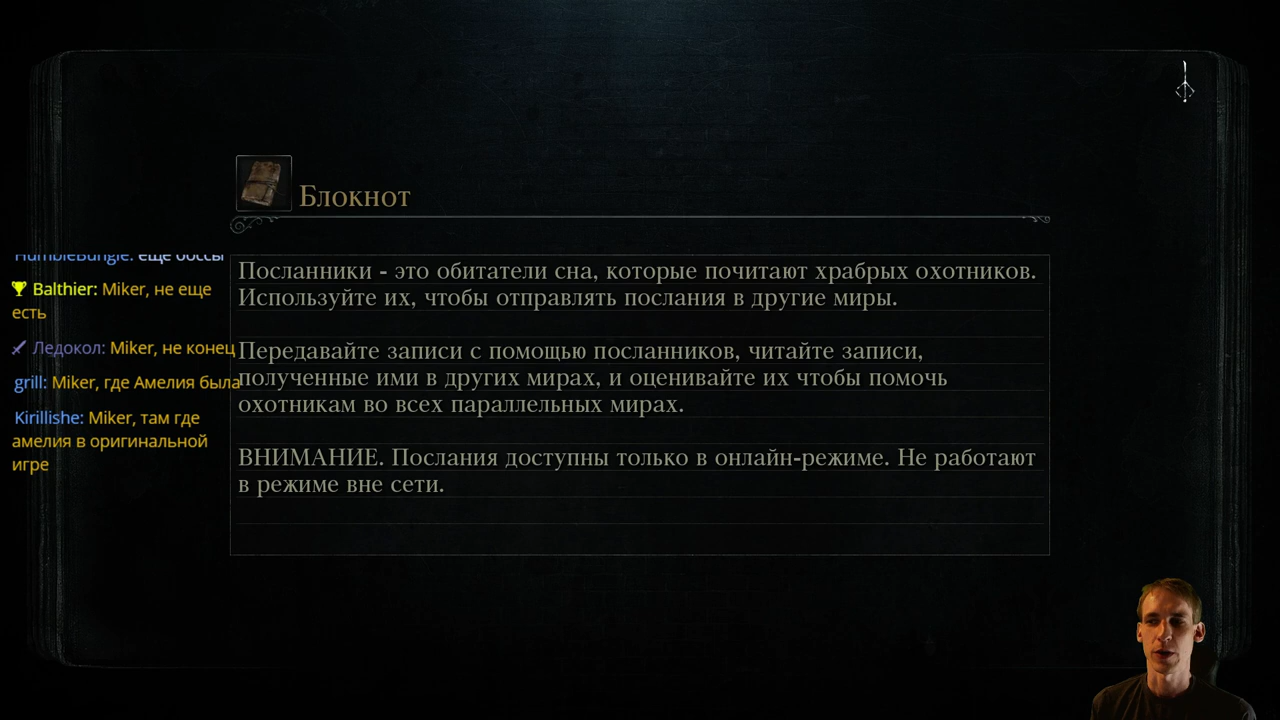 Блокнот
HumbleBungle: еще боссы
Balthier: Miker, не еще
есть
Ледокол: Miker, не конец
grill: Miker, где Амелия была
Kirillishe: Miker, там где
амелия в оригинальной
игре
Посланники - это обитатели сна, которые почитают храбрых охотников.
Используйте их, чтобы отправлять послания в другие миры.
Передавайте записи с помощью посланников, читайте записи,
полученные ими в других мирах, и оценивайте их чтобы помочь
охотникам во всех параллельных мирах.
ВНИМАНИЕ. Послания доступны только в онлайн-режиме. Не работают
в режиме вне сети.